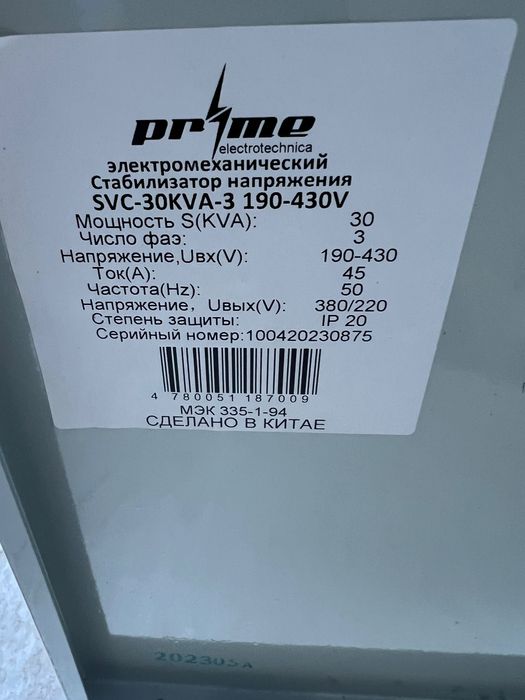 prime
electrotechnica
электромеханический
Стабилизатор напряжения
SVC-30KVA-3 190-430V
Мощность S(KVA): 30
Число фаз: 3
Напряжение,Uвх(V): 190-430
Ток(A): 45
Частота(Hz): 50
Напряжение, Uвых(V): 380/220
Степень защиты: IP 20
Серийный номер:100420230875
4 780051 187009
МЭК 335-1-94
СДЕЛАНО В КИТАЕ
202305A